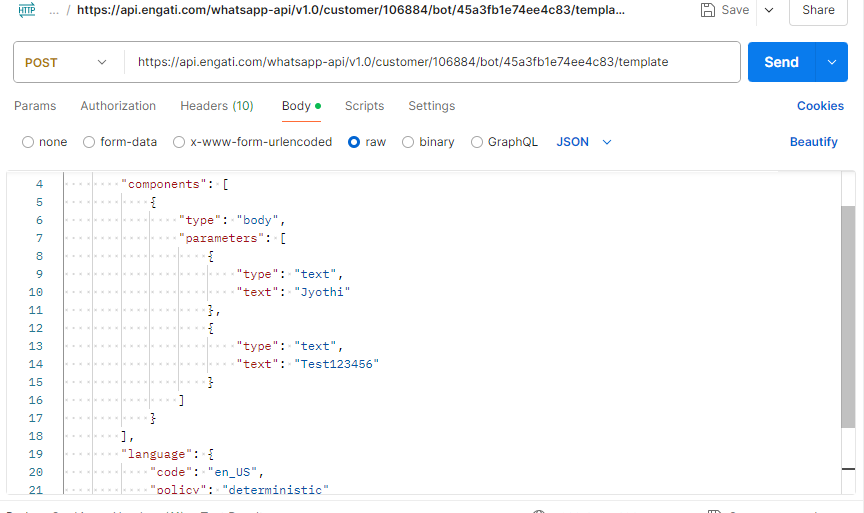 HTTP ... / https://api.engati.com/whatsapp-api/v1.0/customer/106884/bot/45a3fb1e74ee4c83/templa... Save Share
POST https://api.engati.com/whatsapp-api/v1.0/customer/106884/bot/45a3fb1e74ee4c83/template Send
Params Authorization Headers (10) Body Scripts Settings Cookies
none form-data x-www-form-urlencoded raw binary GraphQL JSON Beautify
4 "components": [
5 {
6 "type": "body",
7 "parameters": [
8 {
9 "type": "text",
10 "text": "Jyothi"
11 },
12 {
13 "type": "text",
14 "text": "Test123456"
15 }
16 ]
17 }
18 ],
19 "language": {
20 "code": "en_US",
21 "policy": "deterministic"